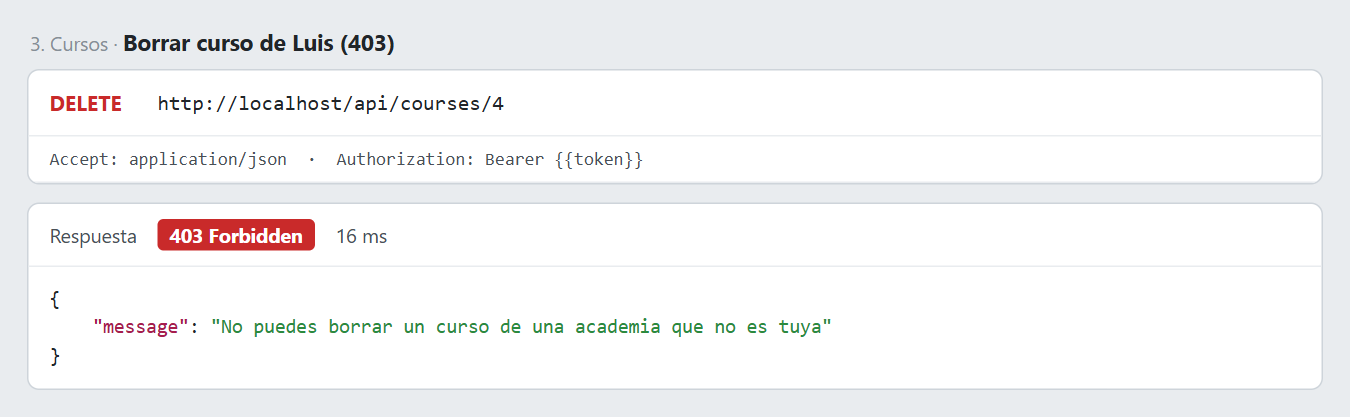 3. Cursos · Borrar curso de Luis (403)
DELETE http://localhost/api/courses/4
Accept: application/json · Authorization: Bearer {{token}}
Respuesta 403 Forbidden 16 ms
{
    "message": "No puedes borrar un curso de una academia que no es tuya"
}